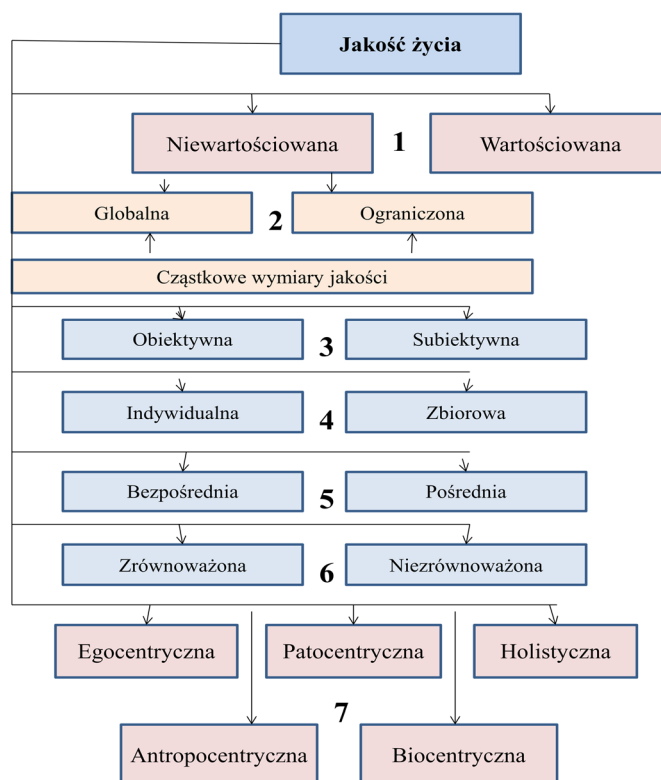 Jakość życia
Niewartościowana
1
Wartościowana
Globalna
2
Ograniczona
Cząstkowe wymiary jakości
Obiektywna
3
Subiektywna
Indywidualna
4
Zbiorowa
Bezpośrednia
5
Pośrednia
Zrównoważona
6
Niezrównoważona
Egocentryczna
Patocentryczna
Holistyczna
7
Antropocentryczna
Biocentryczna